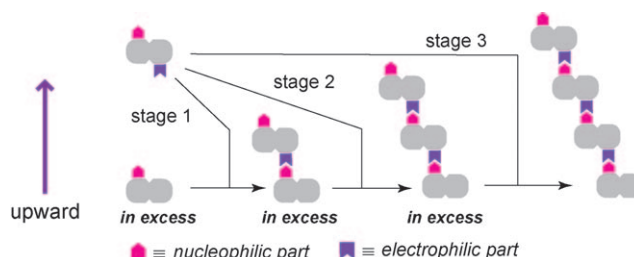 stage 3
stage 2
stage 1
upward
in excess in excess in excess
≡ nucleophilic part ≡ electrophilic part